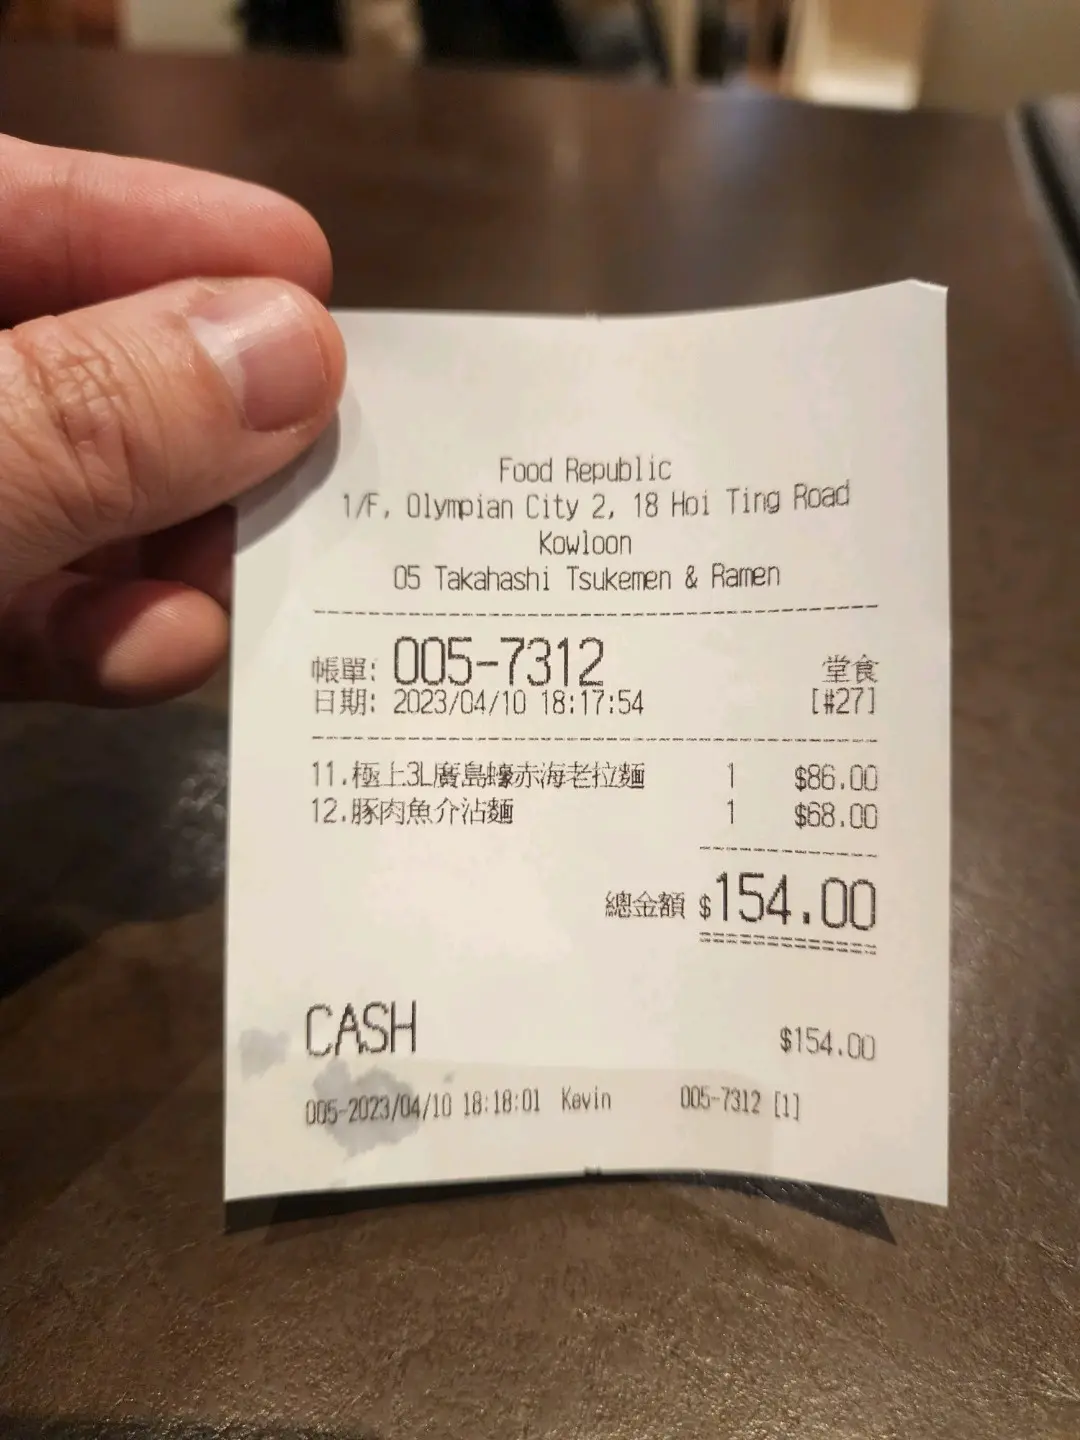 Food Republic
1/F, Olympian City 2, 18 Hoi Ting Road
Kowloon
05 Takahashi Tsukemen & Ramen
帳單: 005-7312 堂食
日期: 2023/04/10 18:17:54 [#27]
11.極上3L廣島蠔赤海老拉麵 1 $86.00
12.豚肉魚介沾麵 1 $68.00
總金額 $154.00
CASH $154.00
005-2023/04/10 18:18:01 Kevin 005-7312 [1]